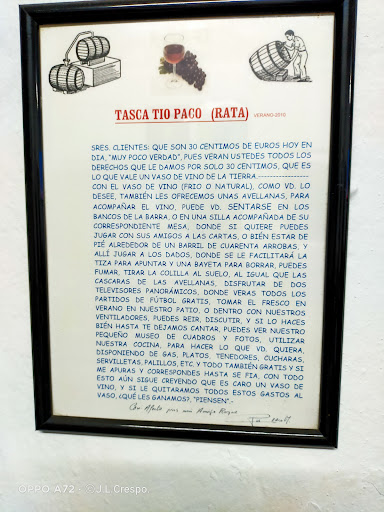 TASCA TIO PACO (RATA) VERANO-2010
SRES. CLIENTES: QUE SON 30 CENTIMOS DE EUROS HOY EN
DIA, "MUY POCO VERDAD", PUES VERAN USTEDES TODOS LOS
DERECHOS QUE LE DAMOS POR SOLO 30 CENTIMOS, QUE ES
LO QUE VALE UN VASO DE VINO DE LA TIERRA.
CON EL VASO DE VINO (FRIO O NATURAL), COMO VD. LO
DESEE, TAMBIÉN LES OFRECEMOS UNAS AVELLANAS, PARA
ACOMPAÑAR EL VINO, PUEDE VD. SENTARSE EN LOS
BANCOS DE LA BARRA, O EN UNA SILLA ACOMPAÑADA DE SU
CORRESPONDIENTE MESA, DONDE SI QUIERE PUEDES
JUGAR CON SUS AMIGOS A LAS CARTAS, O BIÉN ESTAR DE
PIÉ ALREDEDOR DE UN BARRIL DE CUARENTA ARROBAS, Y
ALLÍ JUGAR A LOS DADOS, DONDE SE LE FACILITARÁ LA
TIZA PARA APUNTAR Y UNA BAYETA PARA BORRAR, PUEDES
FUMAR, TIRAR LA COLILLA AL SUELO, AL IGUAL QUE LAS
CASCARAS DE LAS AVELLANAS, DISFRUTAR DE DOS
TELEVISORES PANORÁMICOS, DONDE VERAS TODOS LOS
PARTIDOS DE FÚTBOL GRATIS, TOMAR EL FRESCO EN
VERANO EN NUESTRO PATIO, O DENTRO CON NUESTROS
VENTILADORES, PUEDES REIR, DISCUTIR, Y SI LO HACES
BIÉN HASTA TE DEJAMOS CANTAR, PUEDES VER NUESTRO
PEQUEÑO MUSEO DE CUADROS Y FOTOS, UTILIZAR
NUESTRA COCINA, PARA HACER LO QUE VD. QUIERA,
DISPONIENDO DE GAS, PLATOS, TENEDORES, CUCHARAS,
SERVILLETAS, PALILLOS, ETC. Y TODO TAMBIÉN GRATIS Y SI
ME APURAS Y CORRESPONDES HASTA SE FIA, CON TODO
ESTO AÚN SIGUE CREYENDO QUE ES CARO UN VASO DE
VINO, Y SI LE QUITARAMOS TODOS ESTOS GASTOS AL
VASO, ¿QUE LES GANAMOS?, "PIENSEN".-
Con Afecto para mi Amigo
OPPO A72 J.L.Crespo